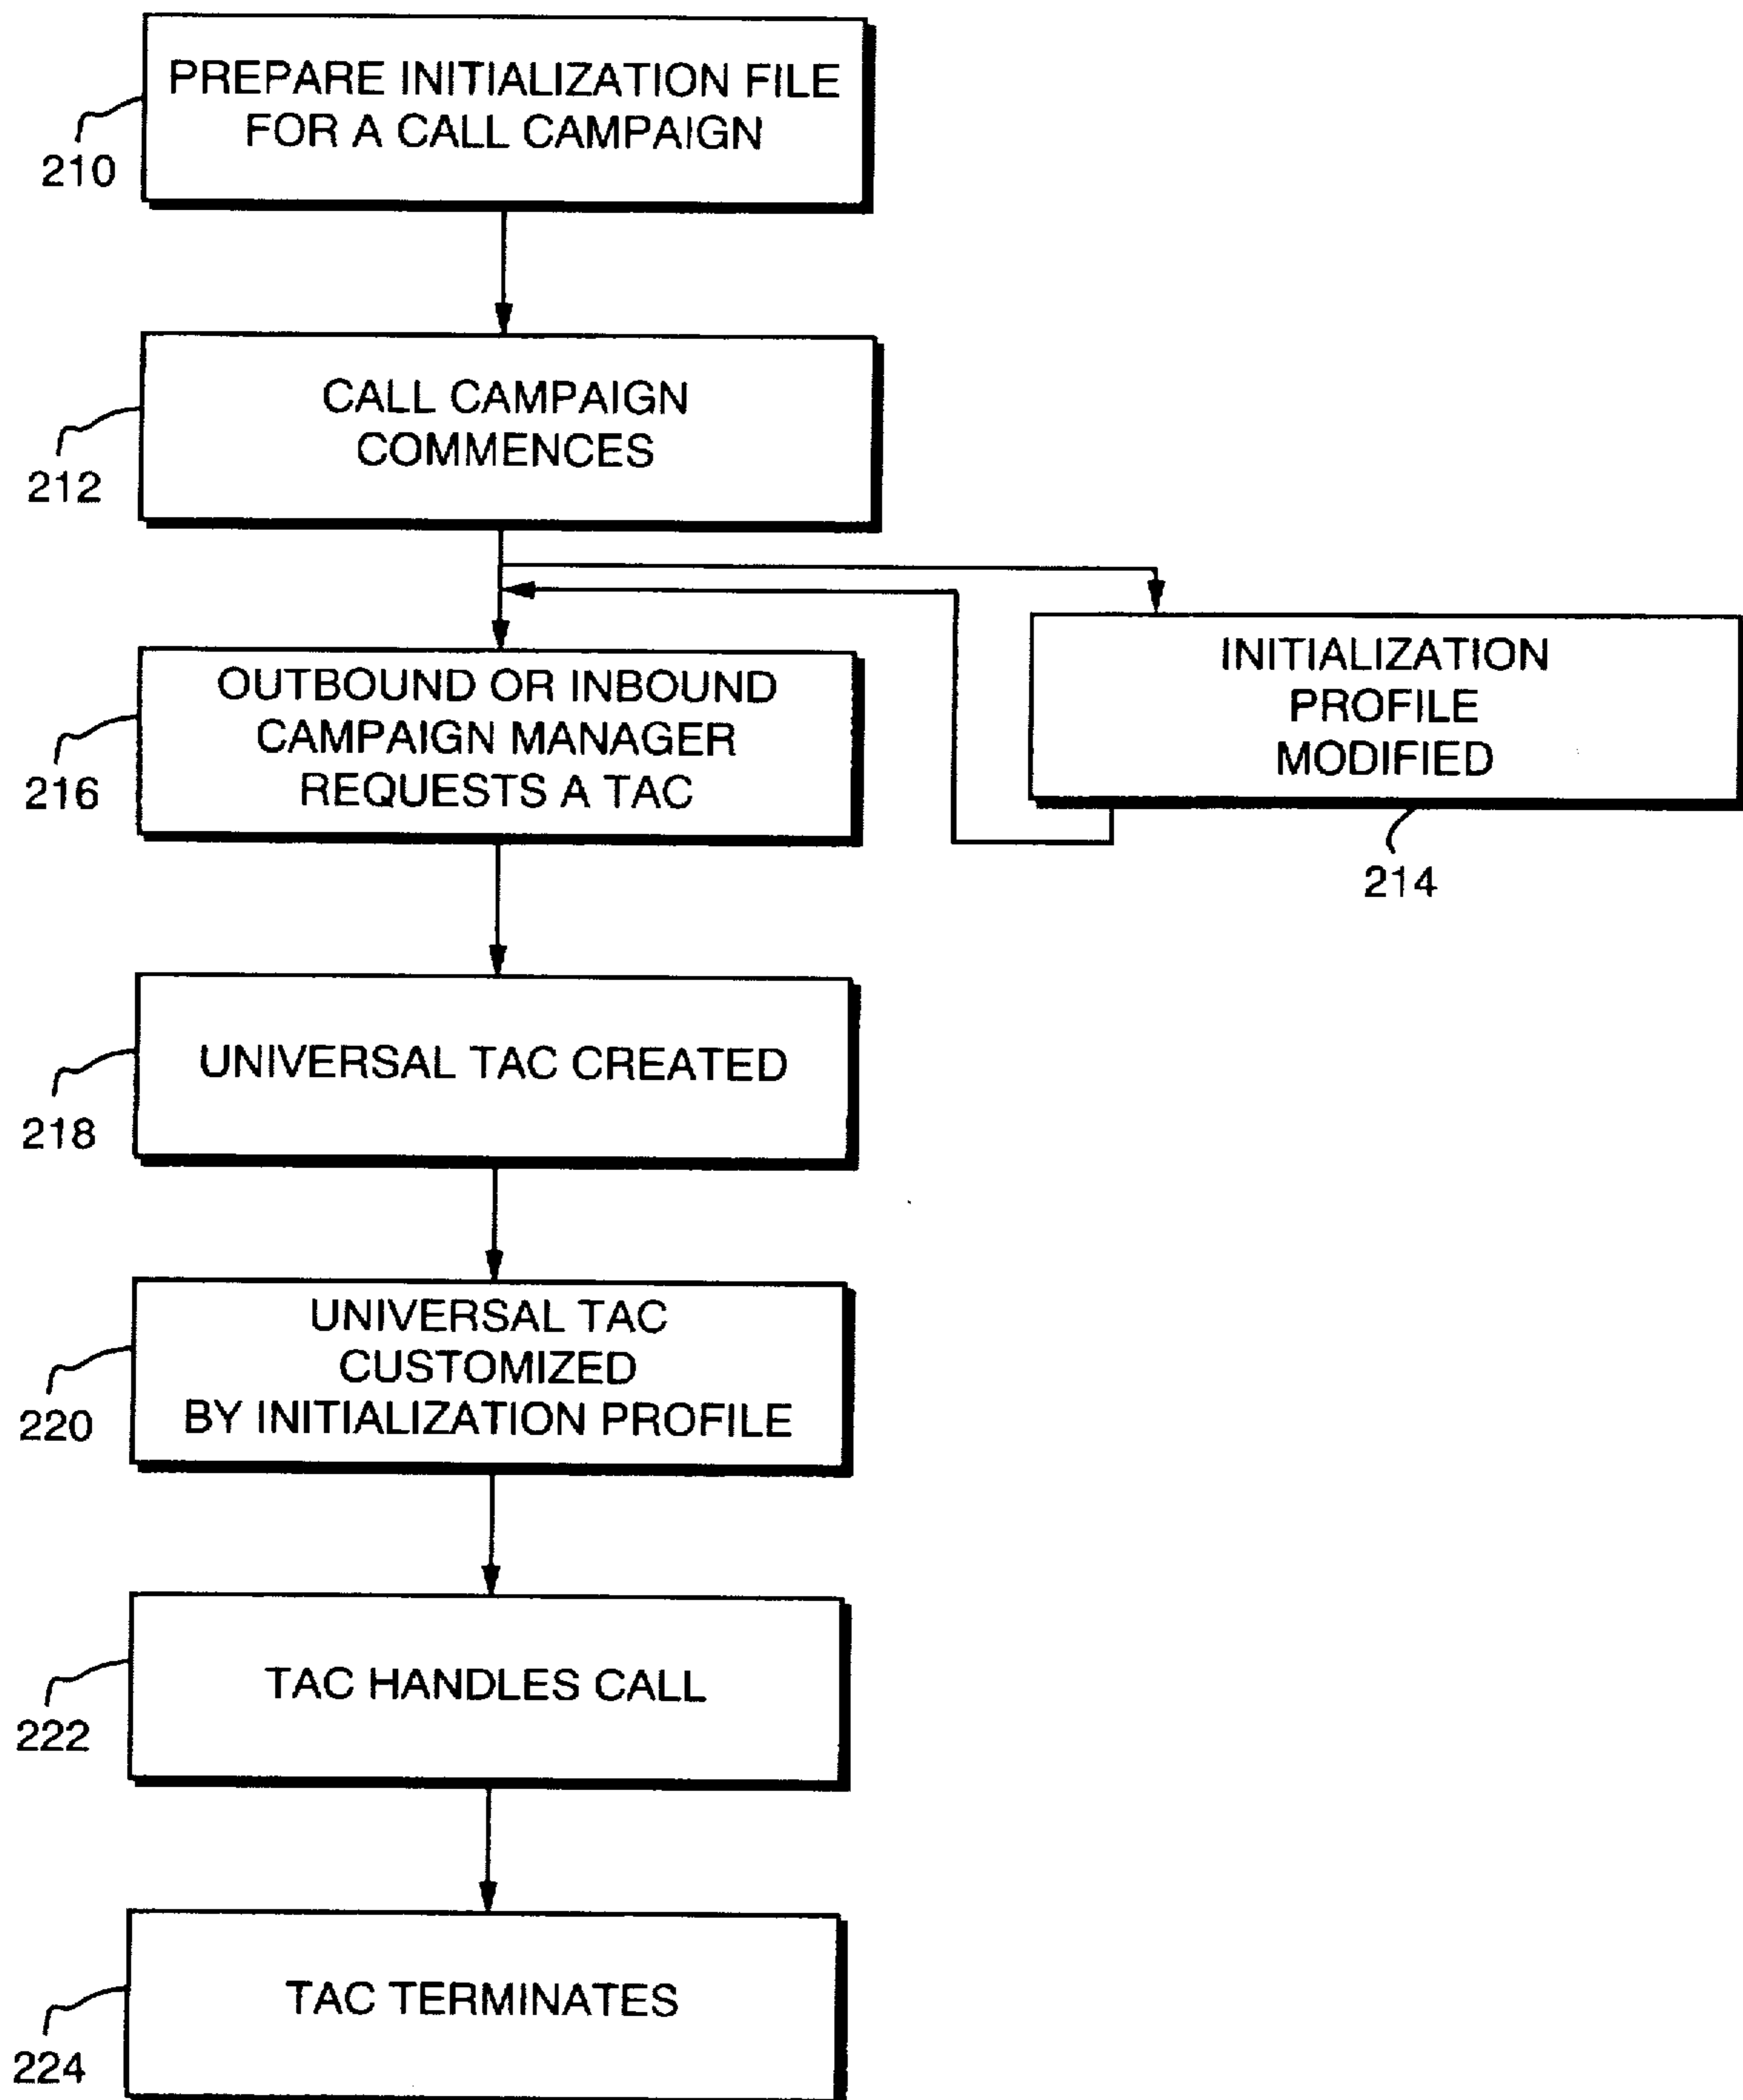 PREPARE INITIALIZATION FILE
FOR A CALL CAMPAIGN
210
CALL CAMPAIGN
COMMENCES
212
INITIALIZATION
PROFILE
MODIFIED
214
OUTBOUND OR INBOUND
CAMPAIGN MANAGER
REQUESTS A TAC
216
UNIVERSAL TAC CREATED
218
UNIVERSAL TAC
CUSTOMIZED
BY INITIALIZATION PROFILE
220
TAC HANDLES CALL
222
TAC TERMINATES
224